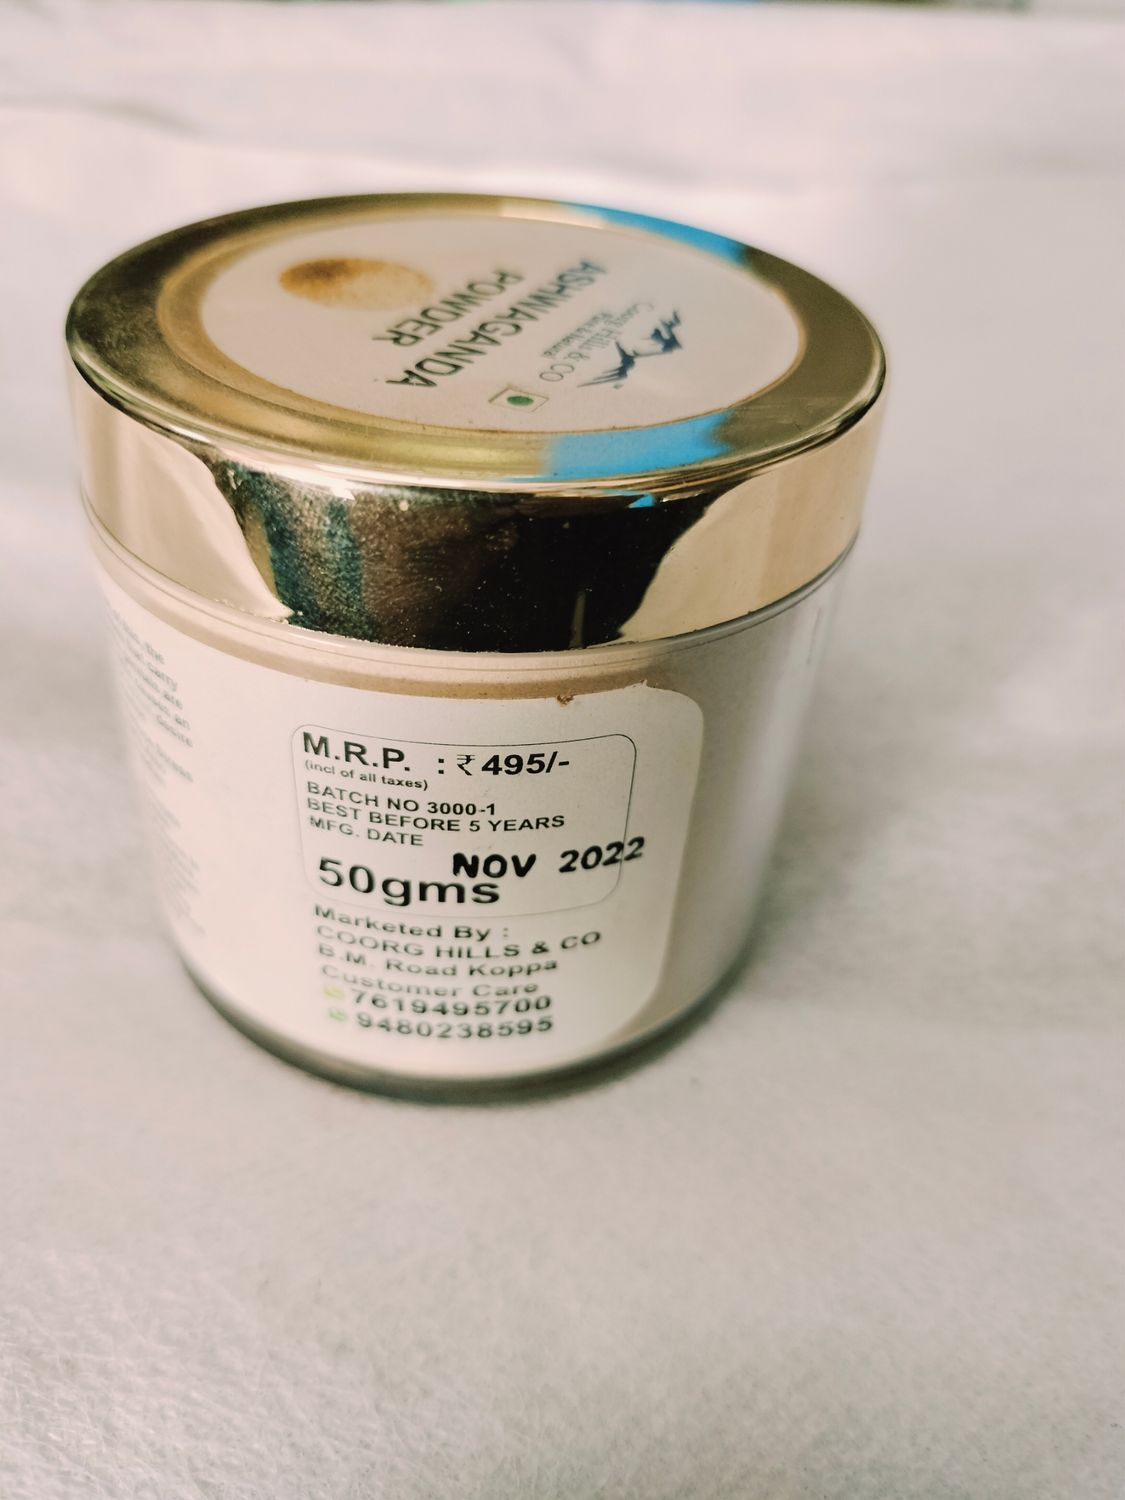 Coorg Hills & CO
ASHWAGANDA
POWDER
M.R.P. : ₹ 495/-
(incl of all taxes)
BATCH NO 3000-1
BEST BEFORE 5 YEARS
MFG. DATE
NOV 2022
50gms
Marketed By :
COORG HILLS & CO
B.M. Road Koppa
Customer Care
7619495700
9480238595